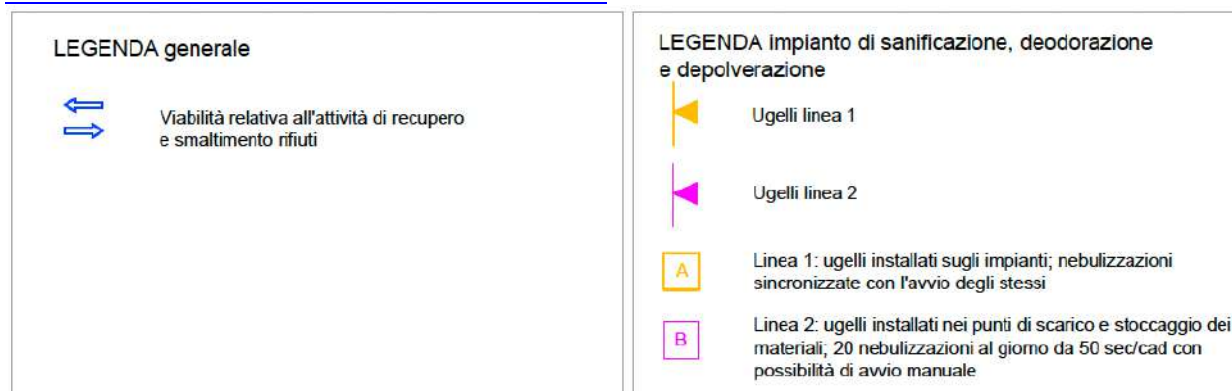 LEGENDA generale
Viabilità relativa all'attività di recupero
e smaltimento rifiuti
LEGENDA impianto di sanificazione, deodorazione
e depolverazione
Ugelli linea 1
Ugelli linea 2
A
Linea 1: ugelli installati sugli impianti; nebulizzazioni
sincronizzate con l'avvio degli stessi
B
Linea 2: ugelli installati nei punti di scarico e stoccaggio dei
materiali; 20 nebulizzazioni al giorno da 50 sec/cad con
possibilità di avvio manuale